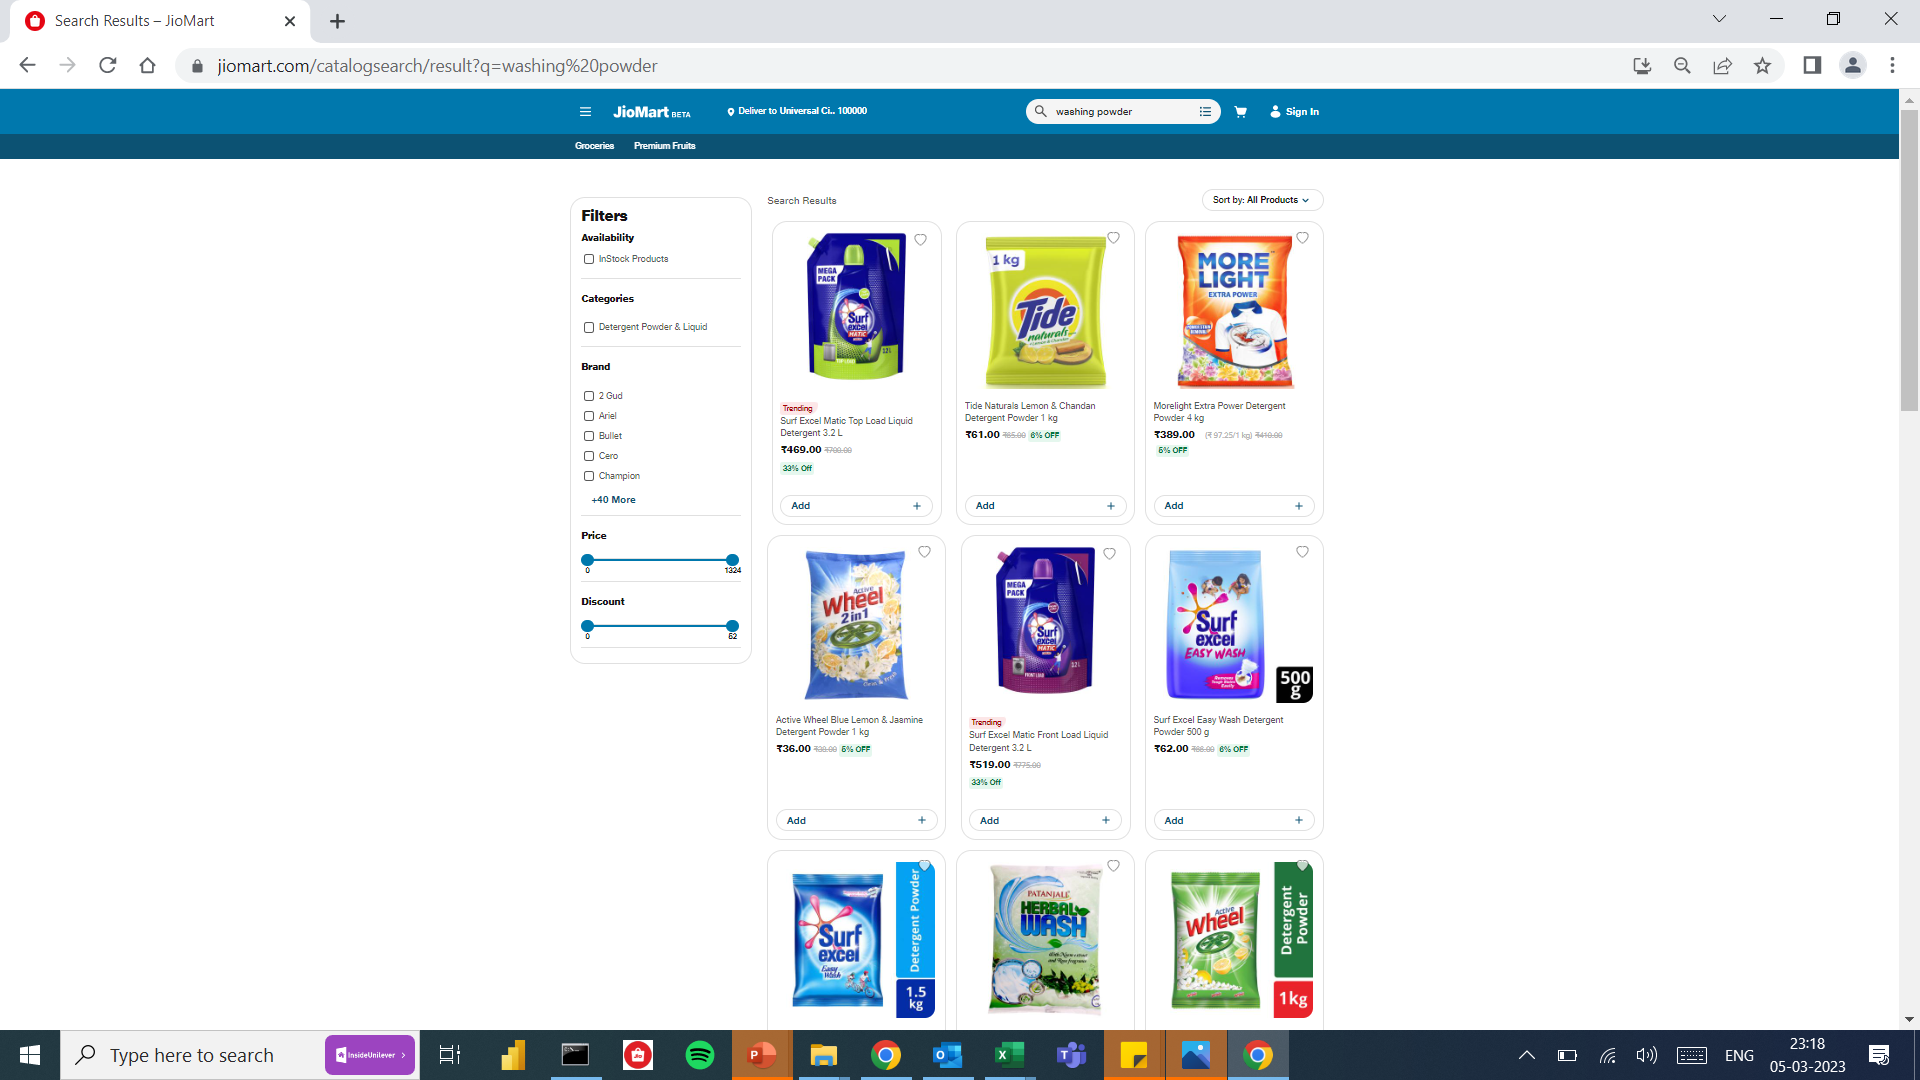 Search Results – JioMart
jiomart.com/catalogsearch/result?q=washing%20powder
JioMart BETA
Deliver to Universal Ci.. 100000
washing powder
Sign In
Groceries
Premium Fruits
Filters
Availability
InStock Products
Categories
Detergent Powder & Liquid
Brand
2 Gud
Ariel
Bullet
Cero
Champion
+40 More
Price
0
1324
Discount
0
52
Search Results
Sort by: All Products
MEGA
PACK
Surf
excel
MATIC
Trending
Surf Excel Matic Top Load Liquid
Detergent 3.2 L
₹469.00 ₹700.00
33% Off
Add +
1 kg
Tide
naturals
Tide Naturals Lemon & Chandan
Detergent Powder 1 kg
₹61.00 ₹65.00 6% OFF
Add +
MORE
LIGHT
EXTRA POWER
Morelight Extra Power Detergent
Powder 4 kg
₹389.00 (₹ 97.25/1 kg) ₹410.00
5% OFF
Add +
Active
Wheel
2in1
Active Wheel Blue Lemon & Jasmine
Detergent Powder 1 kg
₹36.00 ₹38.00 5% OFF
Add +
MEGA
PACK
Surf
excel
MATIC
FRONT LOAD
Trending
Surf Excel Matic Front Load Liquid
Detergent 3.2 L
₹519.00 ₹775.00
33% Off
Add +
Surf
excel
EASY WASH
500
g
Surf Excel Easy Wash Detergent
Powder 500 g
₹62.00 ₹66.00 6% OFF
Add +
Surf
excel
Easy
Wash
Detergent Powder
1.5
kg
PATANJALI
HERBAL
WASH
Active
Wheel
Detergent
Powder
1kg
Type here to search
InsideUnilever
ENG
23:18
05-03-2023